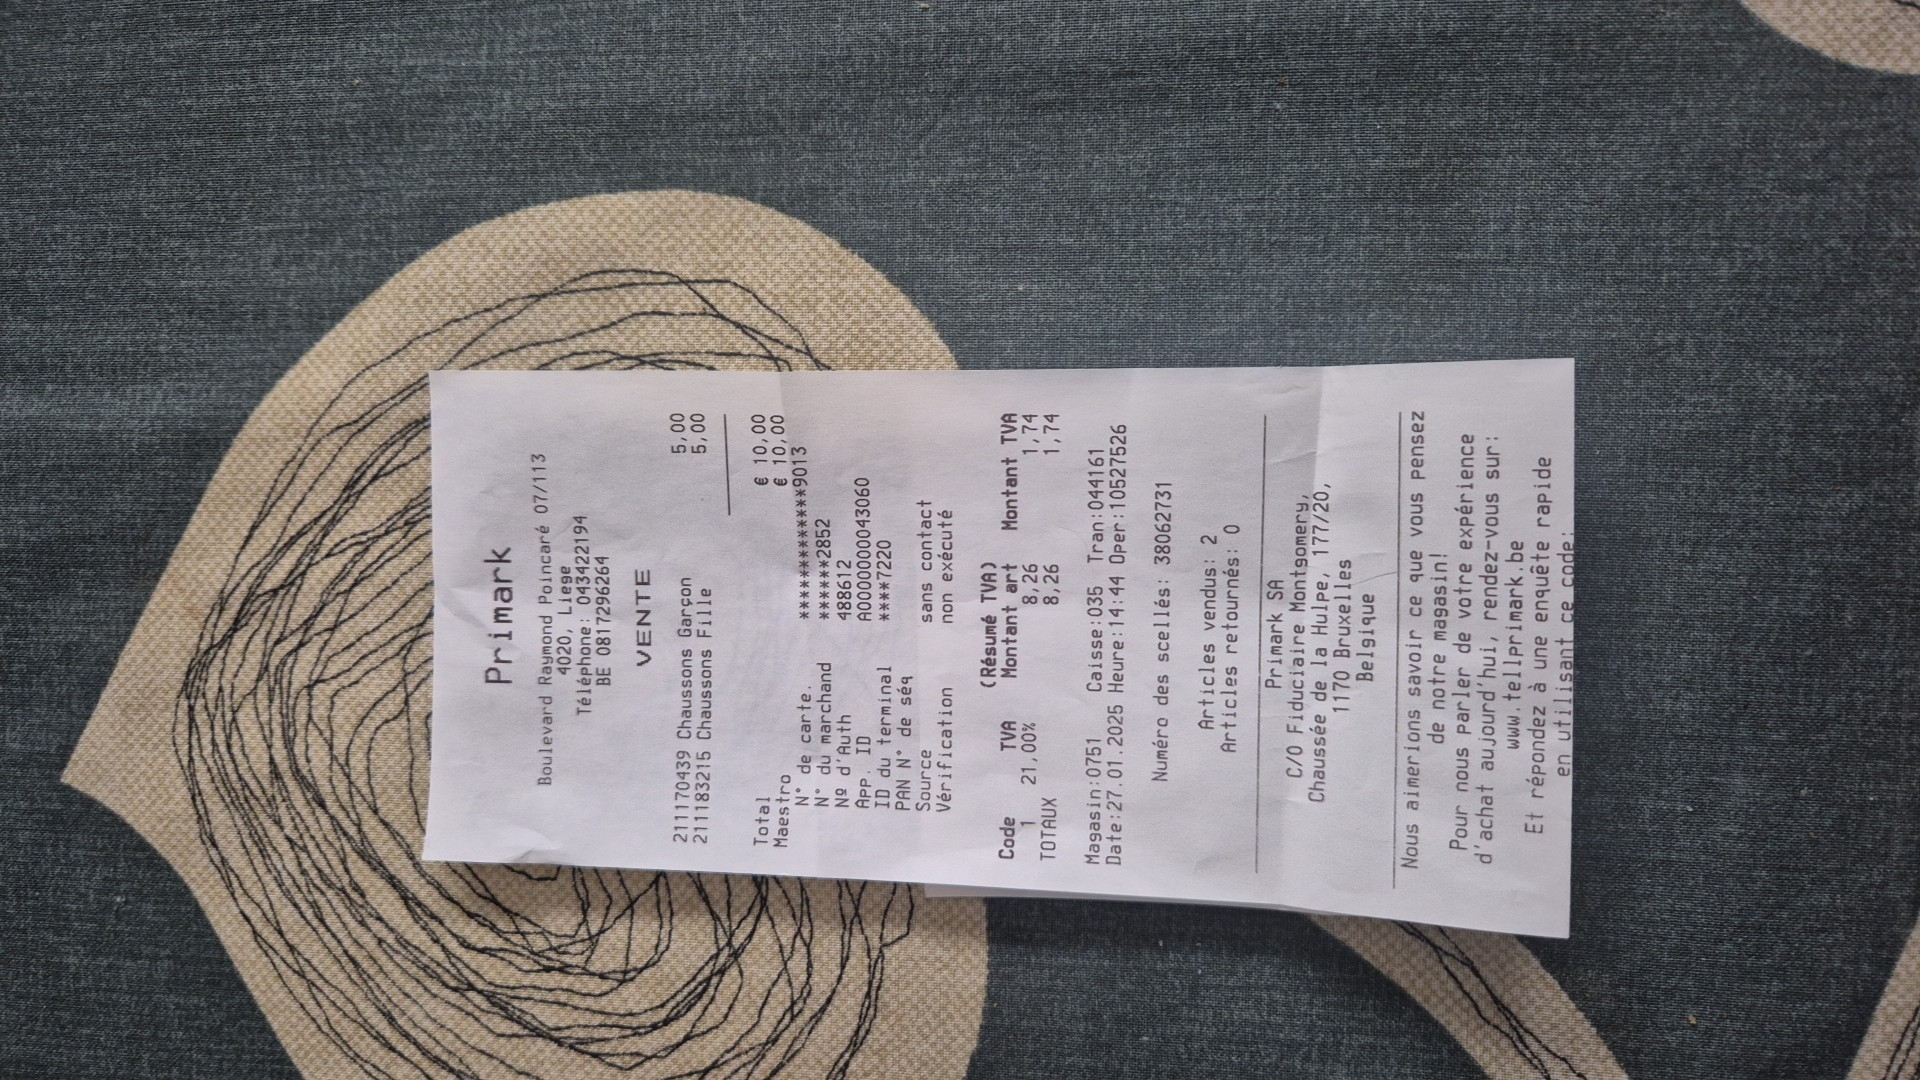 Primark
Boulevard Raymond Poincaré 07/113
4020, Liege
Téléphone: 043422194
BE 0817296264
VENTE
211170439 Chaussons Garçon 5,00
211183215 Chaussons Fille 5,00
Total € 10,00
Maestro € 10,00
N° de carte. ***************9013
N° du marchand ******2852
Nº d'Auth 488612
App. ID A0000000043060
ID du terminal ****7220
PAN N° de séq
Source sans contact
Vérification non exécuté
(Résumé TVA)
Code TVA Montant art Montant TVA
1 21,00% 8,26 1,74
TOTAUX 8,26 1,74
Magasin:0751 Caisse:035 Tran:044161
Date:27.01.2025 Heure:14:44 Oper:10527526
Numéro des scellés: 38062731
Articles vendus: 2
Articles retournés: 0
Primark SA
C/O Fiduciaire Montgomery,
Chaussée de la Hulpe, 177/20,
1170 Bruxelles
Belgique
Nous aimerions savoir ce que vous pensez
de notre magasin!
Pour nous parler de votre expérience
d'achat aujourd'hui, rendez-vous sur:
www.tellprimark.be
Et répondez à une enquête rapide
en utilisant ce code: